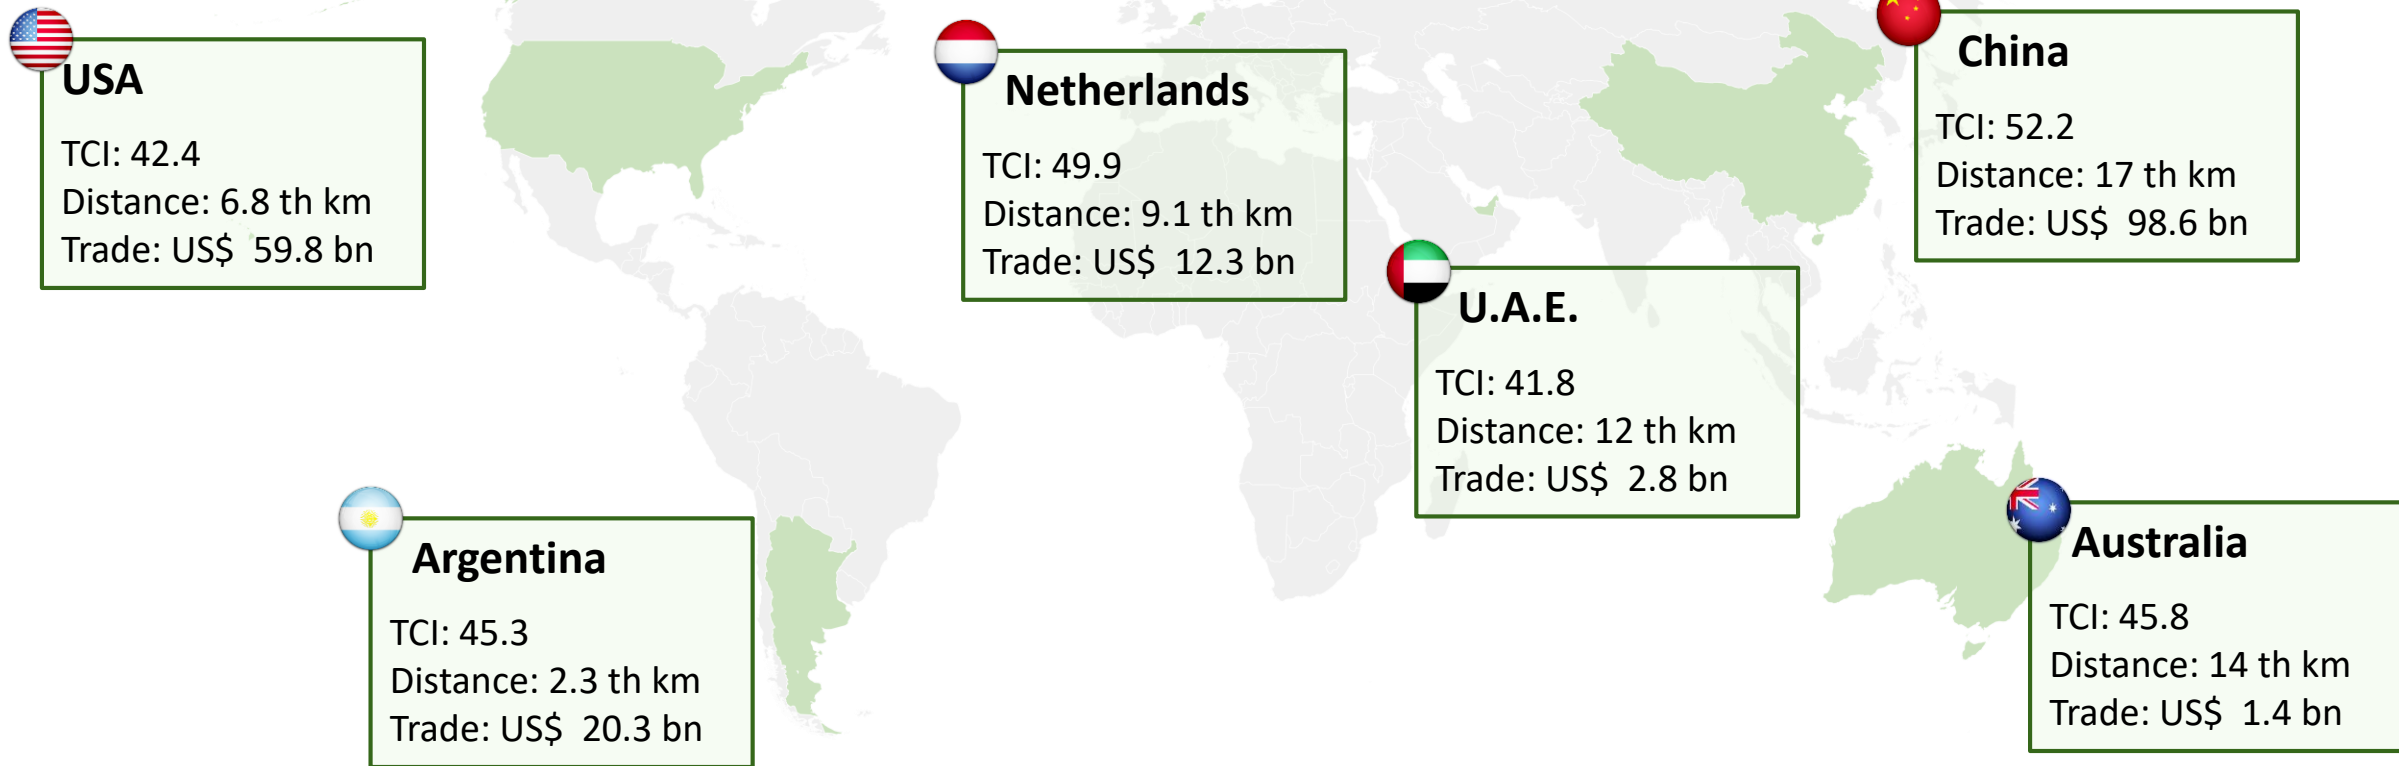 USA
TCI: 42.4
Distance: 6.8 th km
Trade: US$ 59.8 bn
Netherlands
TCI: 49.9
Distance: 9.1 th km
Trade: US$ 12.3 bn
China
TCI: 52.2
Distance: 17 th km
Trade: US$ 98.6 bn
U.A.E.
TCI: 41.8
Distance: 12 th km
Trade: US$ 2.8 bn
Argentina
TCI: 45.3
Distance: 2.3 th km
Trade: US$ 20.3 bn
Australia
TCI: 45.8
Distance: 14 th km
Trade: US$ 1.4 bn